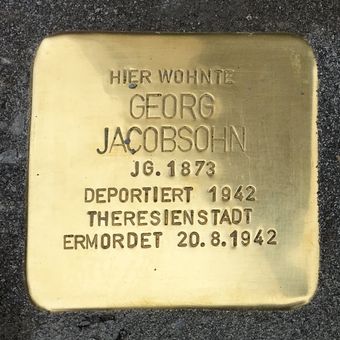 HIER WOHNTE
GEORG
JACOBSOHN
JG. 1873
DEPORTIERT 1942
THERESIENSTADT
ERMORDET 20.8.1942